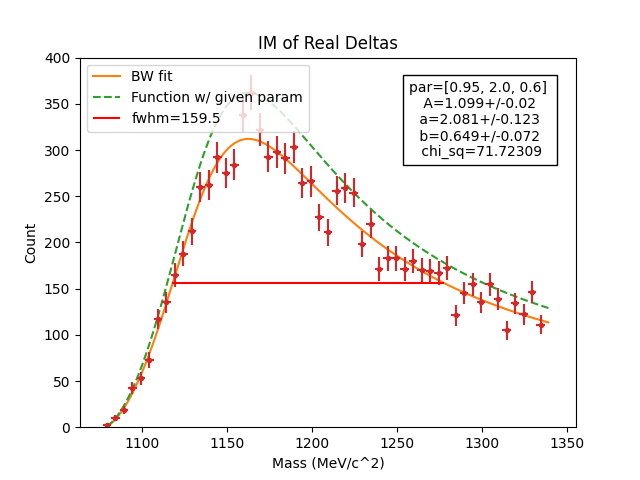 IM of Real Deltas
BW fit
Function w/ given param
fwhm=159.5
par=[0.95, 2.0, 0.6]
A=1.099+/-0.02
a=2.081+/-0.123
b=0.649+/-0.072
chi_sq=71.72309
Count
400
350
300
250
200
150
100
50
0
1100
1150
1200
1250
1300
1350
Mass (MeV/c^2)